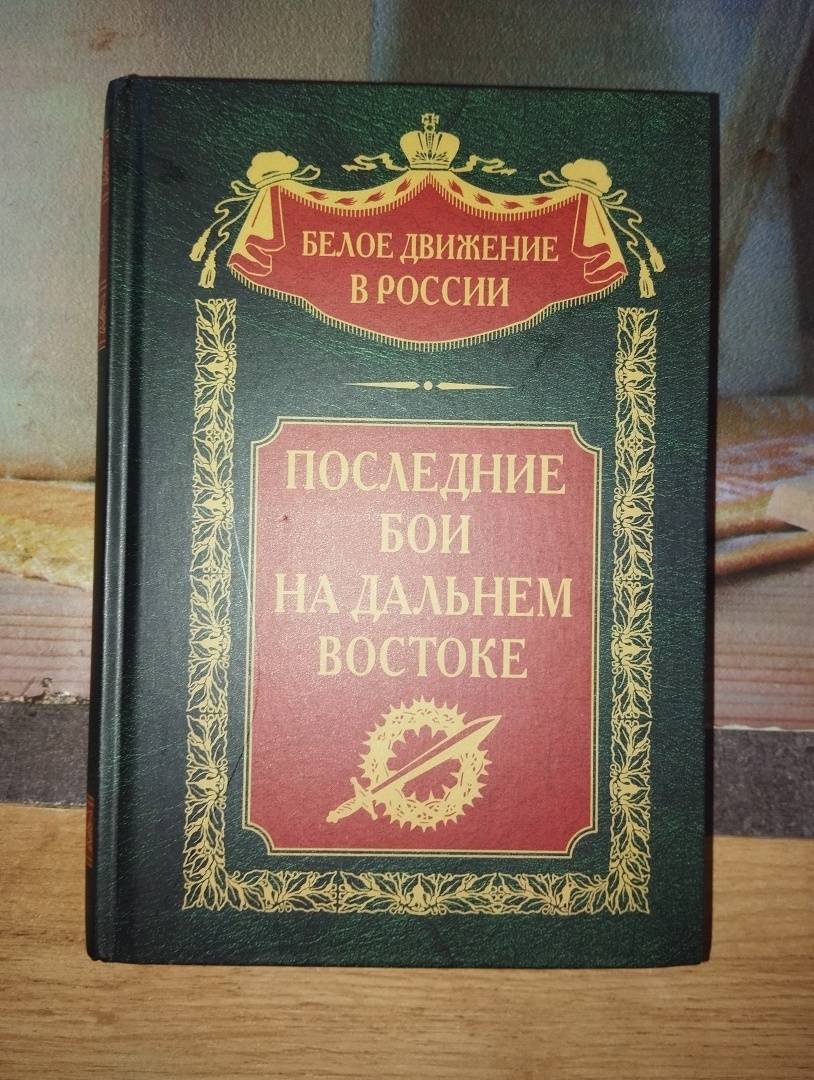 БЕЛОЕ ДВИЖЕНИЕ
В РОССИИ
ПОСЛЕДНИЕ
БОИ
НА ДАЛЬНЕМ
ВОСТОКЕ